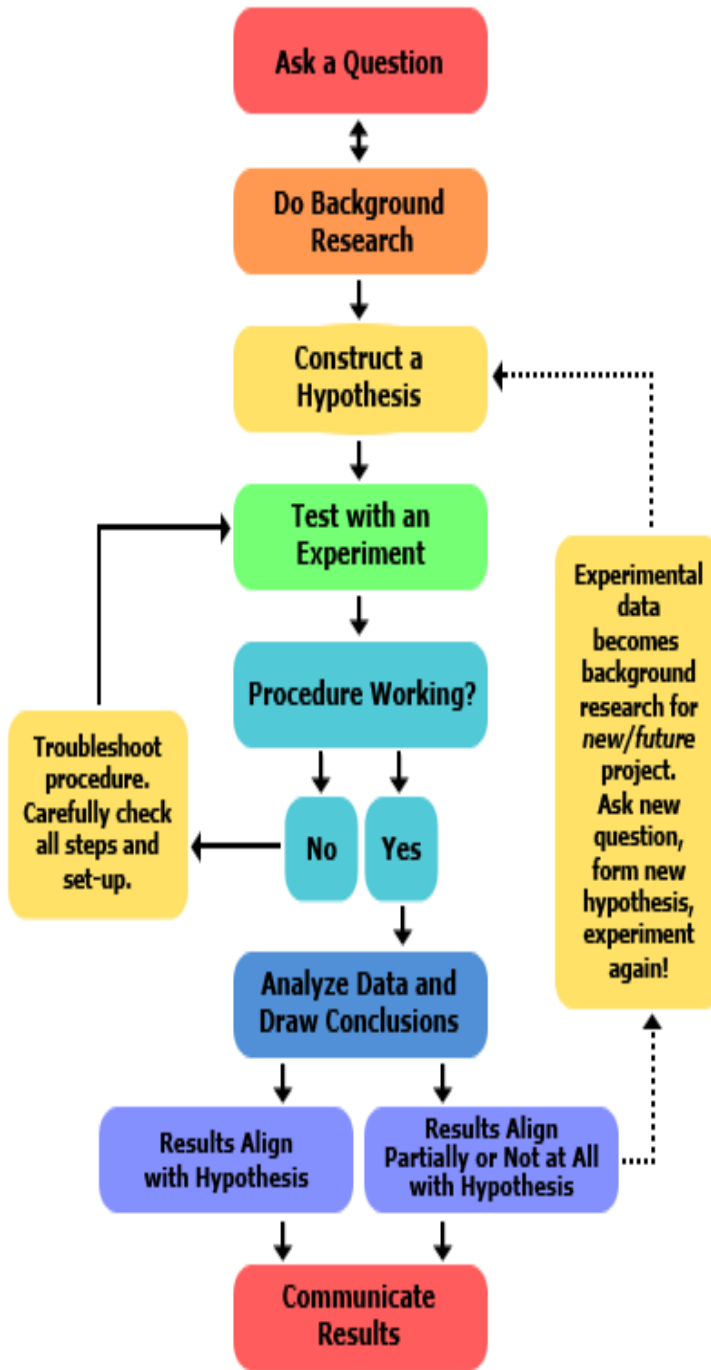 Ask a Question
Do Background
Research
Construct a
Hypothesis
Test with an
Experiment
Procedure Working?
No
Yes
Troubleshoot
procedure.
Carefully check
all steps and
set-up.
Experimental
data
becomes
background
research for
new/future
project.
Ask new
question,
form new
hypothesis,
experiment
again!
Analyze Data and
Draw Conclusions
Results Align
with Hypothesis
Results Align
Partially or Not at All
with Hypothesis
Communicate
Results